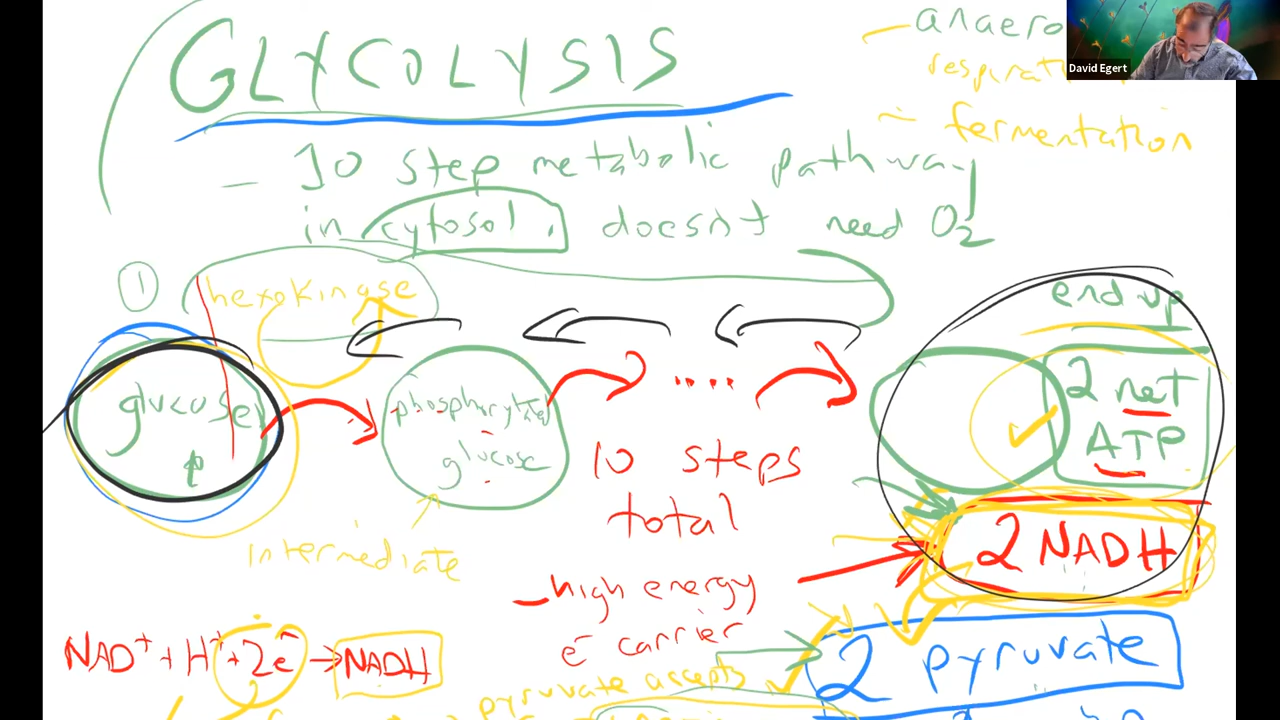 GLYCOLYSIS
anaero
David Egert
respirat
~ fermentation
- 10 step metabolic pathway
in cytosol. doesn't need O2
1
hexokinase
end up
glucose
P
phosphorylated
glucose
....
2 net
ATP
10 steps
total
intermediate
2 NADH
- high energy
e- carrier
NAD+ + H+ + 2e- → NADH
2 pyruvate
pyruvate accepts